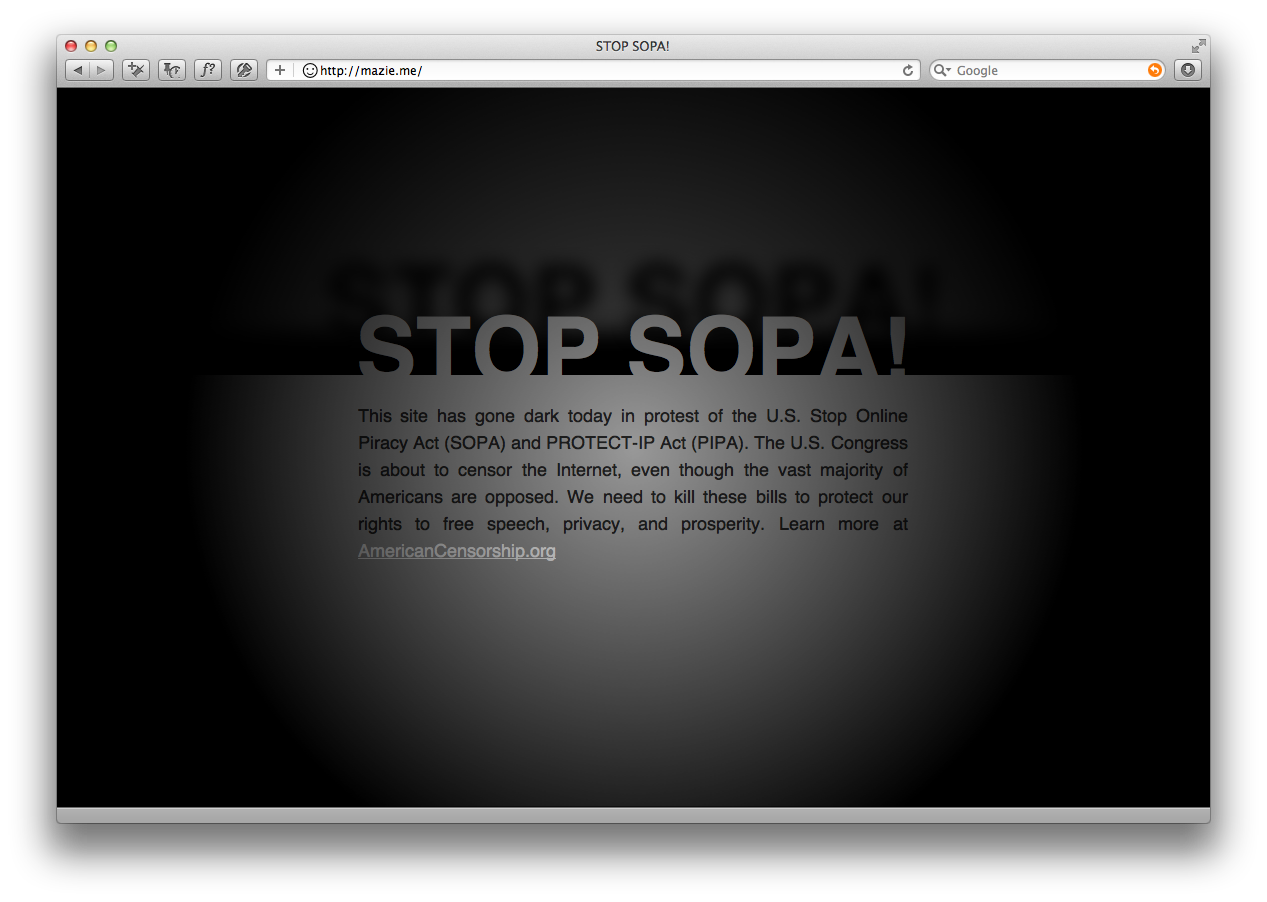 STOP SOPA!
f?
http://mazie.me/
Google
STOP SOPA!
STOP SOPA!
This site has gone dark today in protest of the U.S. Stop Online
Piracy Act (SOPA) and PROTECT-IP Act (PIPA). The U.S. Congress
is about to censor the Internet, even though the vast majority of
Americans are opposed. We need to kill these bills to protect our
rights to free speech, privacy, and prosperity. Learn more at
AmericanCensorship.org